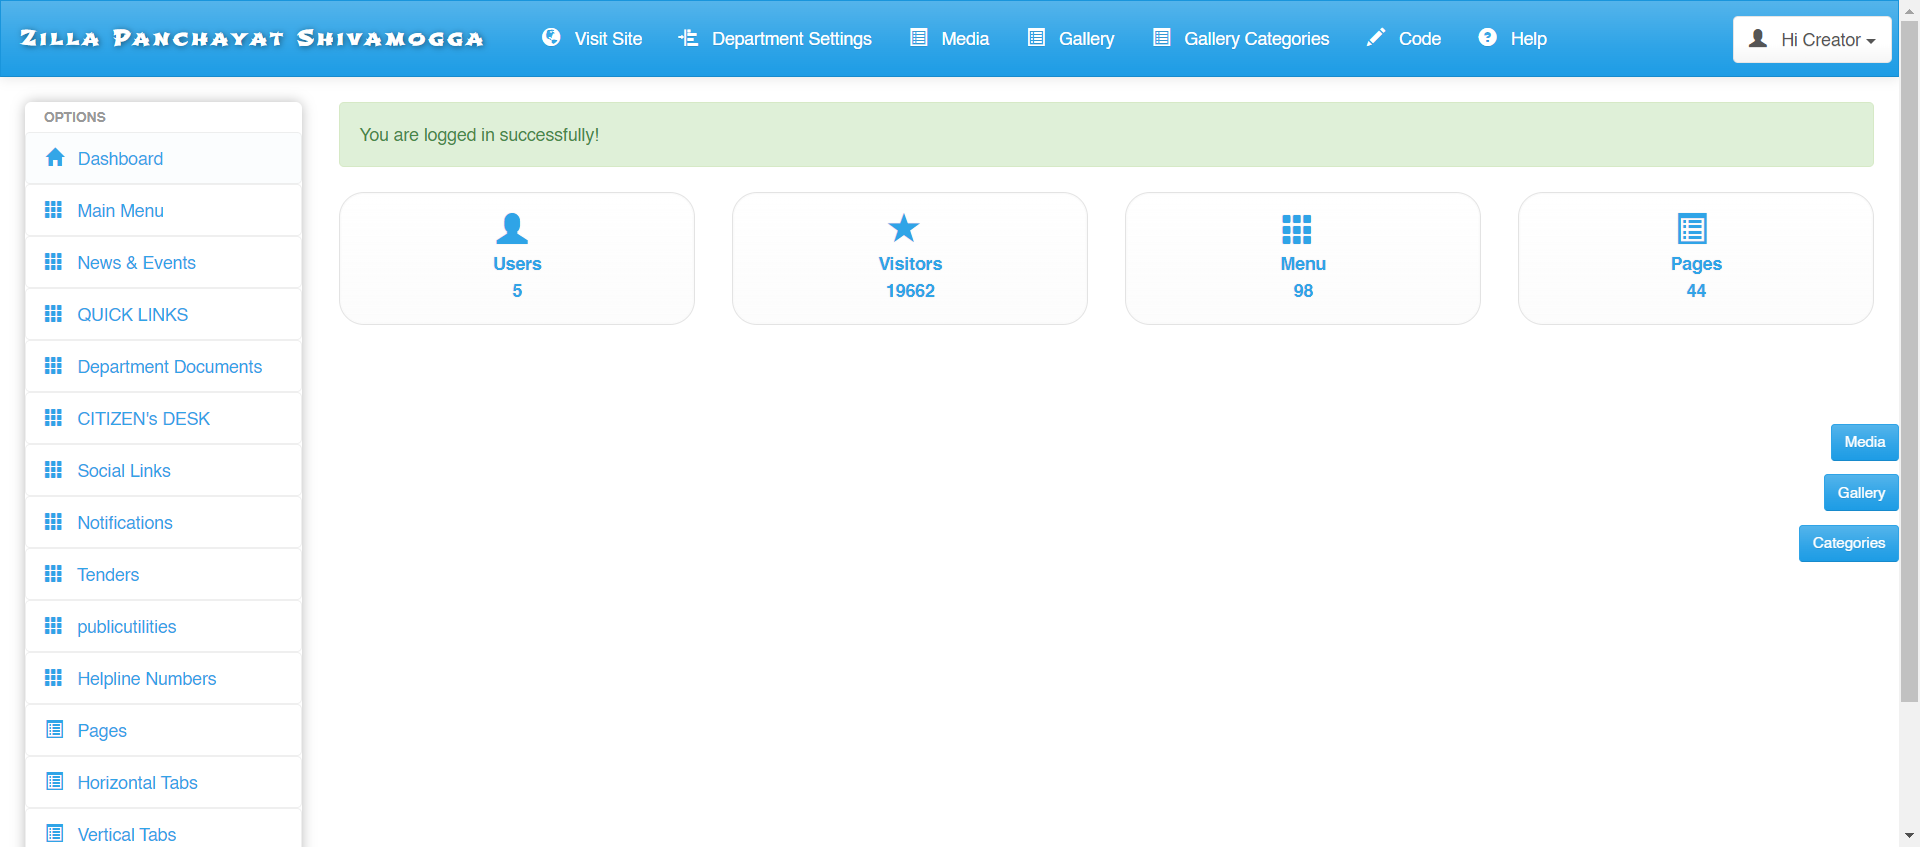 Zilla Panchayat Shivamogga
Visit Site
Department Settings
Media
Gallery
Gallery Categories
Code
Help
Hi Creator
OPTIONS
Dashboard
Main Menu
News & Events
QUICK LINKS
Department Documents
CITIZEN's DESK
Social Links
Notifications
Tenders
publicutilities
Helpline Numbers
Pages
Horizontal Tabs
Vertical Tabs
You are logged in successfully!
Users
5
Visitors
19662
Menu
98
Pages
44
Media
Gallery
Categories